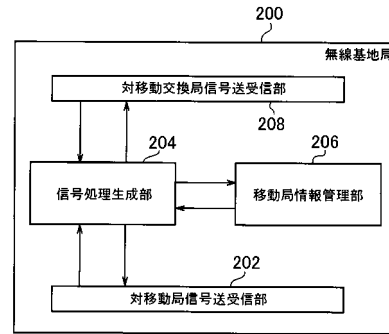 200
無線基地局
対移動交換局信号送受信部
208
204
206
信号処理生成部
移動局情報管理部
202
対移動局信号送受信部